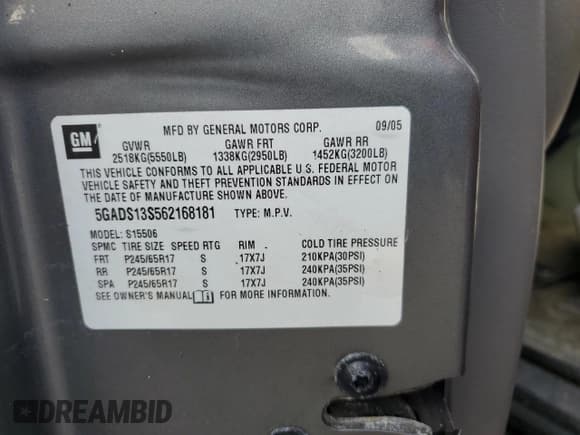 GM
MFD BY GENERAL MOTORS CORP. 09/05
GVWR GAWR FRT GAWR RR
2518KG(5550LB) 1338KG(2950LB) 1452KG(3200LB)
THIS VEHICLE CONFORMS TO ALL APPLICABLE U.S. FEDERAL MOTOR
VEHICLE SAFETY AND THEFT PREVENTION STANDARDS IN EFFECT ON
THE DATE OF MANUFACTURE SHOWN ABOVE.
5GADS13S562168181 TYPE: M.P.V.
MODEL: S15506
SPMC TIRE SIZE SPEED RTG RIM COLD TIRE PRESSURE
FRT P245/65R17 S 17X7J 210KPA(30PSI)
RR P245/65R17 S 17X7J 240KPA(35PSI)
SPA P245/65R17 S 17X7J 240KPA(35PSI)
SEE OWNER'S MANUAL FOR MORE INFORMATION.
DREAMBID